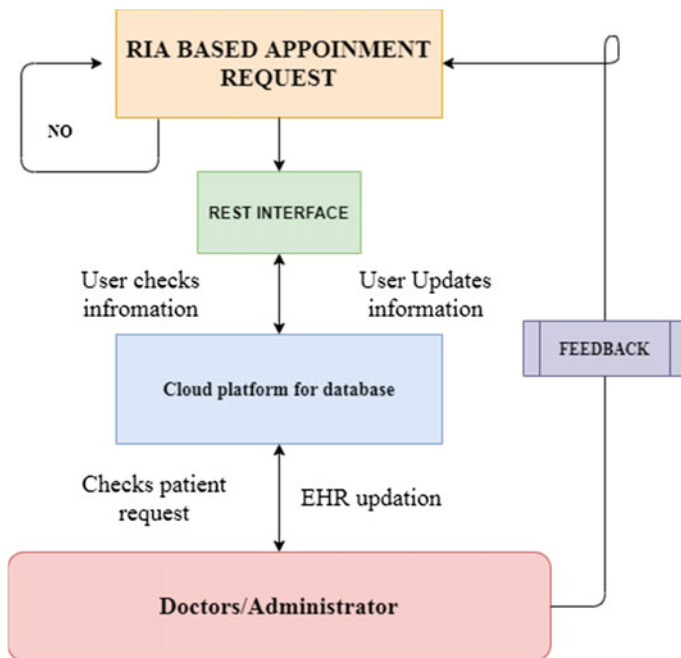 RIA BASED APPOINMENT
REQUEST
NO
REST INTERFACE
User checks
infromation
User Updates
information
FEEDBACK
Cloud platform for database
Checks patient
request
EHR updation
Doctors/Administrator